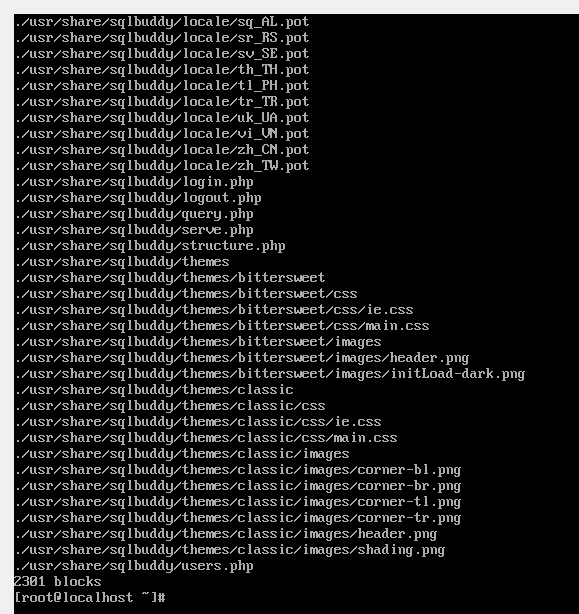 ./usr/share/sqlbuddy/locale/sq_AL.pot
./usr/share/sqlbuddy/locale/sr_RS.pot
./usr/share/sqlbuddy/locale/sv_SE.pot
./usr/share/sqlbuddy/locale/th_TH.pot
./usr/share/sqlbuddy/locale/tl_PH.pot
./usr/share/sqlbuddy/locale/tr_TR.pot
./usr/share/sqlbuddy/locale/uk_UA.pot
./usr/share/sqlbuddy/locale/vi_VN.pot
./usr/share/sqlbuddy/locale/zh_CN.pot
./usr/share/sqlbuddy/locale/zh_TW.pot
./usr/share/sqlbuddy/login.php
./usr/share/sqlbuddy/logout.php
./usr/share/sqlbuddy/query.php
./usr/share/sqlbuddy/serve.php
./usr/share/sqlbuddy/structure.php
./usr/share/sqlbuddy/themes
./usr/share/sqlbuddy/themes/bittersweet
./usr/share/sqlbuddy/themes/bittersweet/css
./usr/share/sqlbuddy/themes/bittersweet/css/ie.css
./usr/share/sqlbuddy/themes/bittersweet/css/main.css
./usr/share/sqlbuddy/themes/bittersweet/images
./usr/share/sqlbuddy/themes/bittersweet/images/header.png
./usr/share/sqlbuddy/themes/bittersweet/images/initLoad-dark.png
./usr/share/sqlbuddy/themes/classic
./usr/share/sqlbuddy/themes/classic/css
./usr/share/sqlbuddy/themes/classic/css/ie.css
./usr/share/sqlbuddy/themes/classic/css/main.css
./usr/share/sqlbuddy/themes/classic/images
./usr/share/sqlbuddy/themes/classic/images/corner-bl.png
./usr/share/sqlbuddy/themes/classic/images/corner-br.png
./usr/share/sqlbuddy/themes/classic/images/corner-tl.png
./usr/share/sqlbuddy/themes/classic/images/corner-tr.png
./usr/share/sqlbuddy/themes/classic/images/header.png
./usr/share/sqlbuddy/themes/classic/images/shading.png
./usr/share/sqlbuddy/users.php
2301 blocks
[root@localhost ~]#